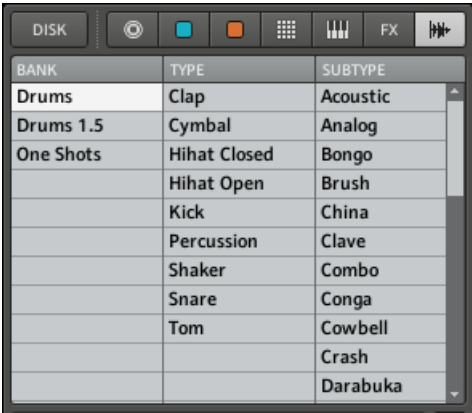 DISK FX
BANK TYPE SUBTYPE
Drums Clap Acoustic
Drums 1.5 Cymbal Analog
One Shots Hihat Closed Bongo
Hihat Open Brush
Kick China
Percussion Clave
Shaker Combo
Snare Conga
Tom Cowbell
Crash
Darabuka